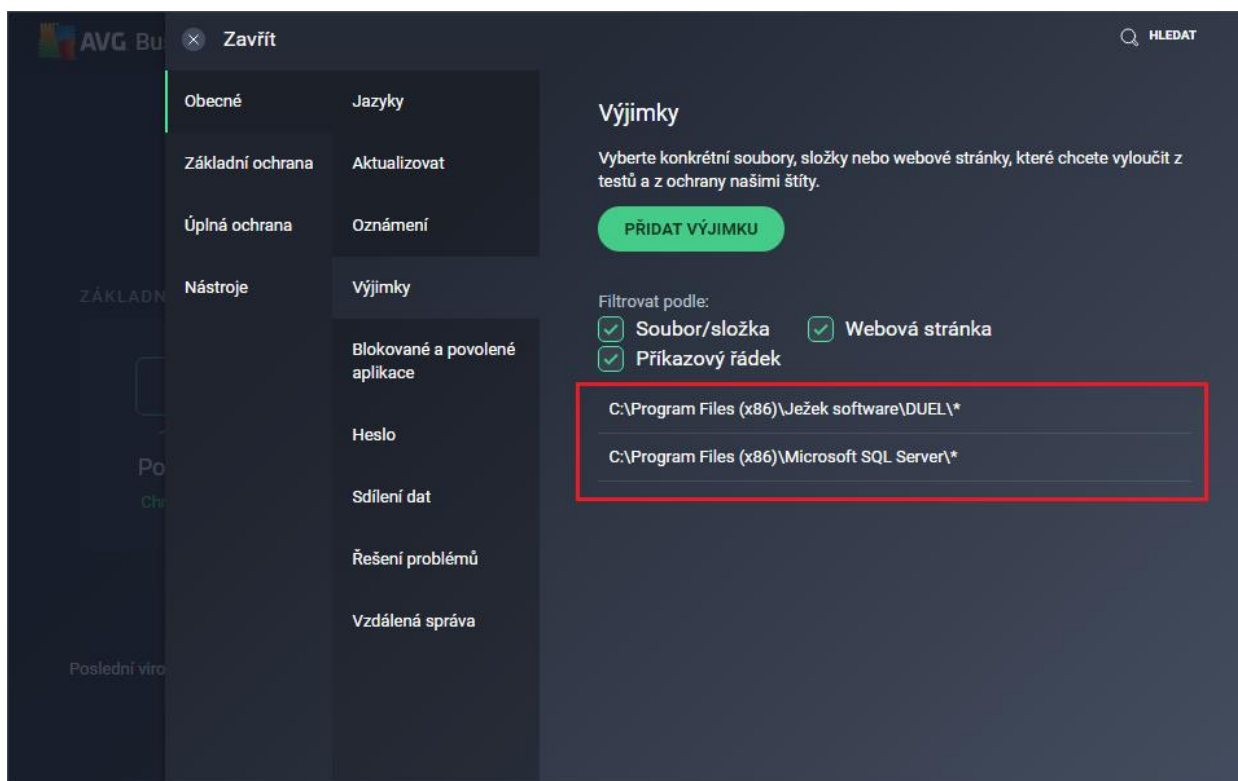 AVG Bu
Zavřít
HLEDAT
Obecné
Základní ochrana
Úplná ochrana
Nástroje
Jazyky
Aktualizovat
Oznámení
Výjimky
Blokované a povolené
aplikace
Heslo
Sdílení dat
Řešení problémů
Vzdálená správa
Výjimky
Vyberte konkrétní soubory, složky nebo webové stránky, které chcete vyloučit z
testů a z ochrany našimi štíty.
PŘIDAT VÝJIMKU
Filtrovat podle:
Soubor/složka
Webová stránka
Příkazový řádek
C:\Program Files (x86)\Ježek software\DUEL\*
C:\Program Files (x86)\Microsoft SQL Server\*
ZÁKLADN
Po
Chr
Poslední viro